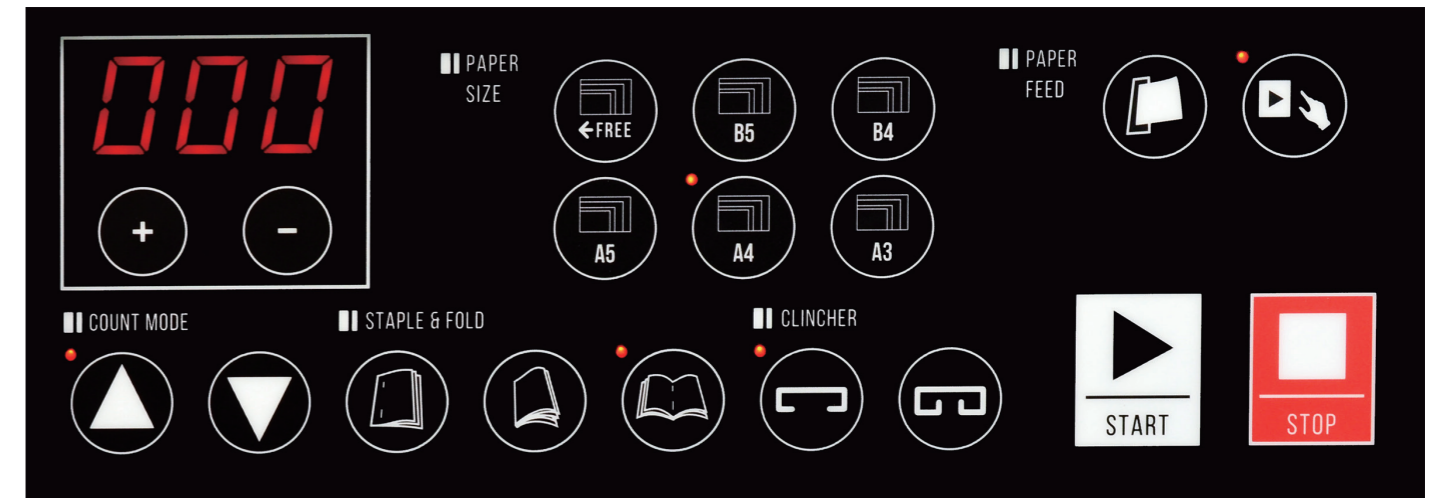 000
+ -
PAPER
SIZE
←FREE
B5
B4
A5
A4
A3
PAPER
FEED
COUNT MODE
STAPLE & FOLD
CLINCHER
START
STOP